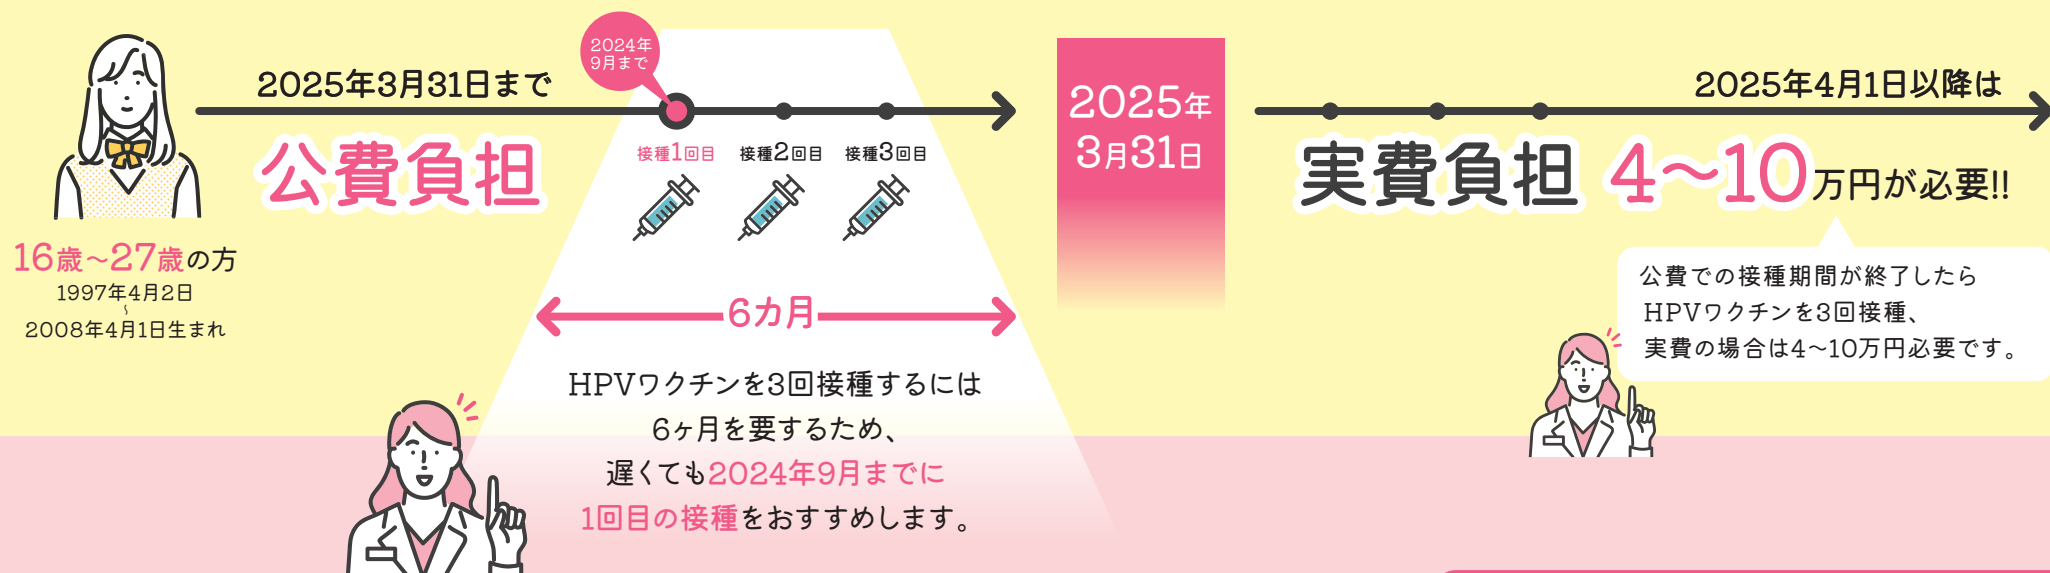 2025年3月31日まで
公費負担
2024年
9月まで
接種1回目
接種2回目
接種3回目
16歳～27歳の方
1997年4月2日
～
2008年4月1日生まれ
6カ月
HPVワクチンを3回接種するには
6ヶ月を要するため、
遅くても2024年9月までに
1回目の接種をおすすめします。
2025年
3月31日
2025年4月1日以降は
実費負担 4～10万円が必要!!
公費での接種期間が終了したら
HPVワクチンを3回接種、
実費の場合は4～10万円必要です。